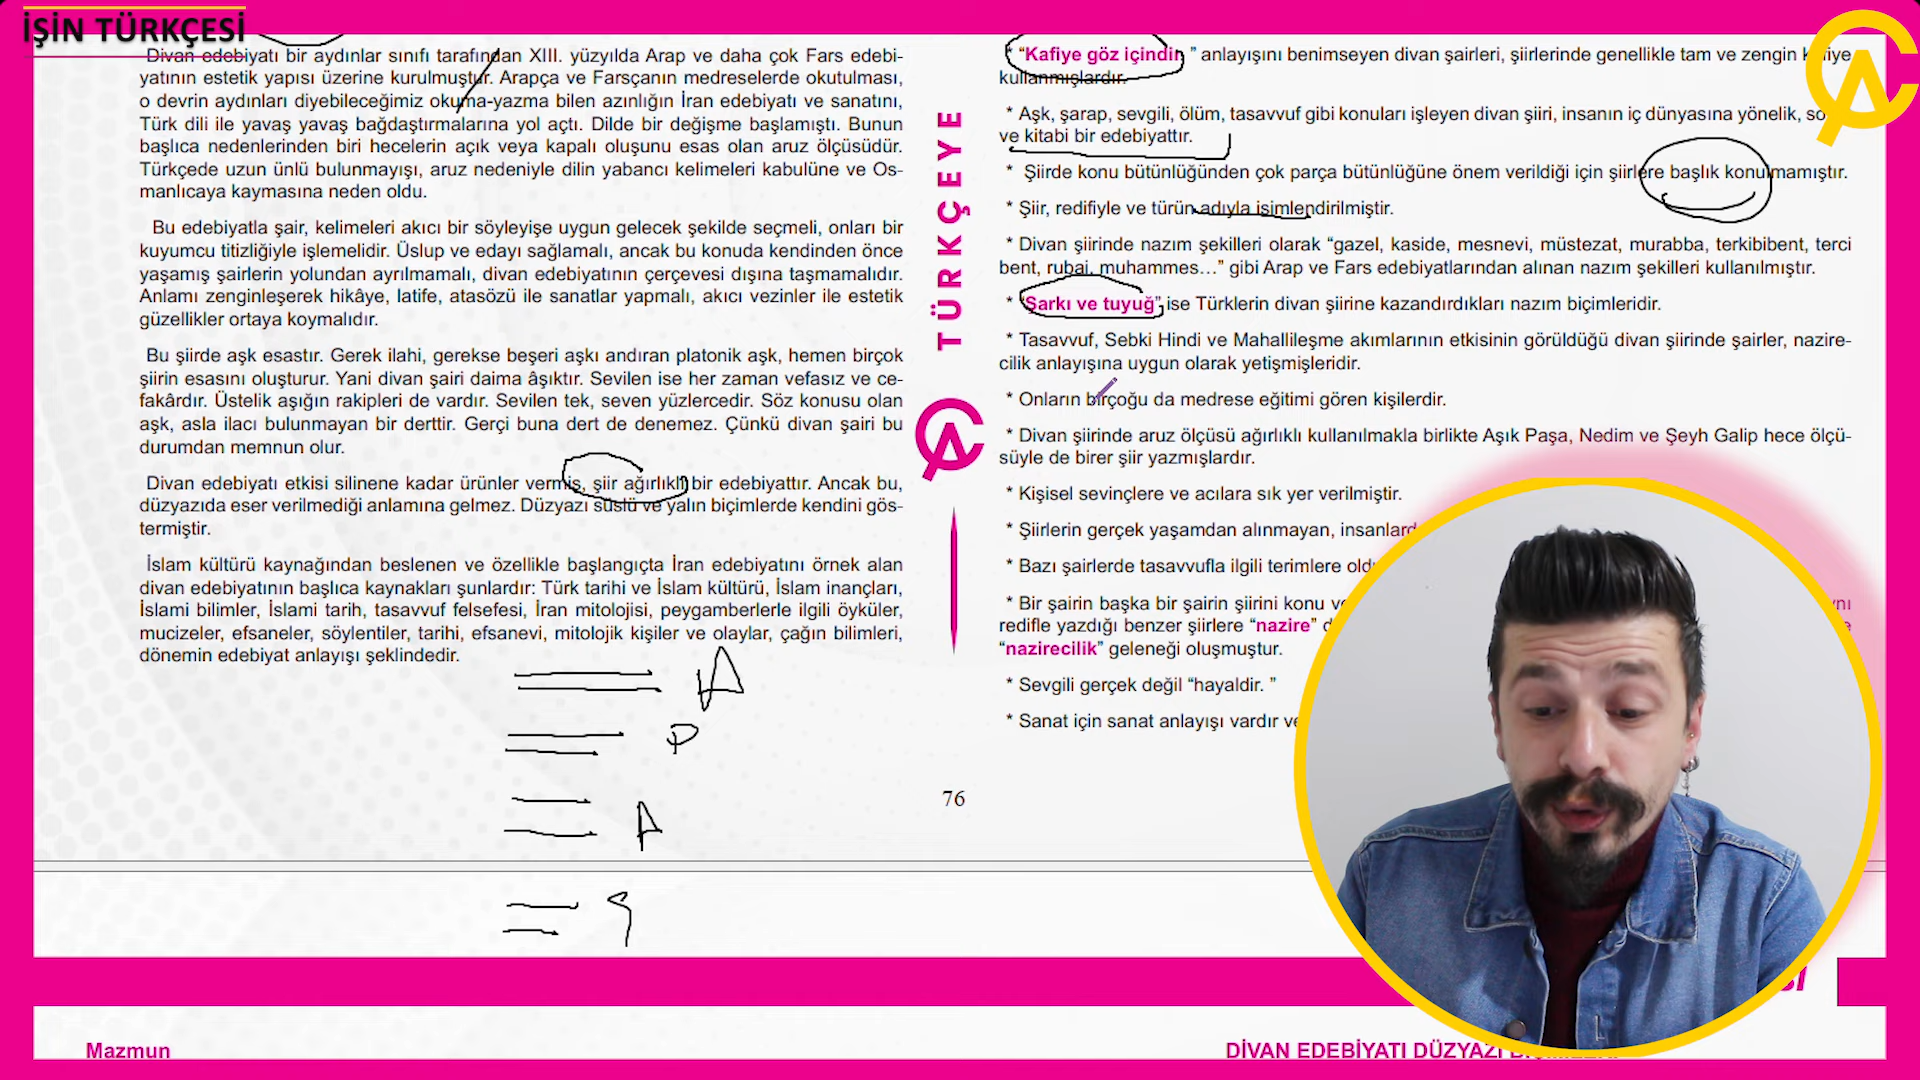 İŞİN TÜRKÇESİ
Divan edebiyatı bir aydınlar sınıfı tarafından XIII. yüzyılda Arap ve daha çok Fars edebi-
yatının estetik yapısı üzerine kurulmuştur. Arapça ve Farsçanın medreselerde okutulması,
o devrin aydınları diyebileceğimiz okuma-yazma bilen azınlığın İran edebiyatı ve sanatını,
Türk dili ile yavaş yavaş bağdaştırmalarına yol açtı. Dilde bir değişme başlamıştı. Bunun
başlıca nedenlerinden biri hecelerin açık veya kapalı oluşunu esas olan aruz ölçüsüdür.
Türkçede uzun ünlü bulunmayışı, aruz nedeniyle dilin yabancı kelimeleri kabulüne ve Os-
manlıcaya kaymasına neden oldu.
Bu edebiyatla şair, kelimeleri akıcı bir söyleyişe uygun gelecek şekilde seçmeli, onları bir
kuyumcu titizliğiyle işlemelidir. Üslup ve edayı sağlamalı, ancak bu konuda kendinden önce
yaşamış şairlerin yolundan ayrılmamalı, divan edebiyatının çerçevesi dışına taşmamalıdır.
Anlamı zenginleşerek hikâye, latife, atasözü ile sanatlar yapmalı, akıcı vezinler ile estetik
güzellikler ortaya koymalıdır.
Bu şiirde aşk esastır. Gerek ilahi, gerekse beşeri aşkı andıran platonik aşk, hemen birçok
şiirin esasını oluşturur. Yani divan şairi daima âşıktır. Sevilen ise her zaman vefasız ve ce-
fakârdır. Üstelik aşığın rakipleri de vardır. Sevilen tek, seven yüzlercedir. Söz konusu olan
aşk, asla ilacı bulunmayan bir derttir. Gerçi buna dert de denemez. Çünkü divan şairi bu
durumdan memnun olur.
Divan edebiyatı etkisi silinene kadar ürünler vermiş, şiir ağırlıklı bir edebiyattır. Ancak bu,
düzyazıda eser verilmediği anlamına gelmez. Düzyazı süslü ve yalın biçimlerde kendini gös-
termiştir.
İslam kültürü kaynağından beslenen ve özellikle başlangıçta İran edebiyatını örnek alan
divan edebiyatının başlıca kaynakları şunlardır: Türk tarihi ve İslam kültürü, İslam inançları,
İslami bilimler, İslami tarih, tasavvuf felsefesi, İran mitolojisi, peygamberlerle ilgili öyküler,
mucizeler, efsaneler, söylentiler, tarihi, efsanevi, mitolojik kişiler ve olaylar, çağın bilimleri,
dönemin edebiyat anlayışı şeklindedir.
A
P
A
TÜRKÇEYE
* “Kafiye göz içindir ” anlayışını benimseyen divan şairleri, şiirlerinde genellikle tam ve zengin kafiye
kullanmışlardır.
* Aşk, şarap, sevgili, ölüm, tasavvuf gibi konuları işleyen divan şiiri, insanın iç dünyasına yönelik, so
ve kitabi bir edebiyattır.
* Şiirde konu bütünlüğünden çok parça bütünlüğüne önem verildiği için şiirlere başlık konulmamıştır.
* Şiir, redifiyle ve türün adıyla isimlendirilmiştir.
* Divan şiirinde nazım şekilleri olarak “gazel, kaside, mesnevi, müstezat, murabba, terkibibent, terci
bent, rubai, muhammes…” gibi Arap ve Fars edebiyatlarından alınan nazım şekilleri kullanılmıştır.
* “Şarkı ve tuyuğ” ise Türklerin divan şiirine kazandırdıkları nazım biçimleridir.
* Tasavvuf, Sebki Hindi ve Mahallileşme akımlarının etkisinin görüldüğü divan şiirinde şairler, nazire-
cilik anlayışına uygun olarak yetişmişleridir.
* Onların birçoğu da medrese eğitimi gören kişilerdir.
* Divan şiirinde aruz ölçüsü ağırlıklı kullanılmakla birlikte Aşık Paşa, Nedim ve Şeyh Galip hece ölçü-
süyle de birer şiir yazmışlardır.
* Kişisel sevinçlere ve acılara sık yer verilmiştir.
* Şiirlerin gerçek yaşamdan alınmayan, insanlard
* Bazı şairlerde tasavvufla ilgili terimlere oldu
* Bir şairin başka bir şairin şiirini konu ve
redifle yazdığı benzer şiirlere “nazire” d
“nazirecilik” geleneği oluşmuştur.
* Sevgili gerçek değil “hayaldir. ”
* Sanat için sanat anlayışı vardır ve
76
Mazmun
DİVAN EDEBİYATI DÜZYAZI BİÇİMLERİ